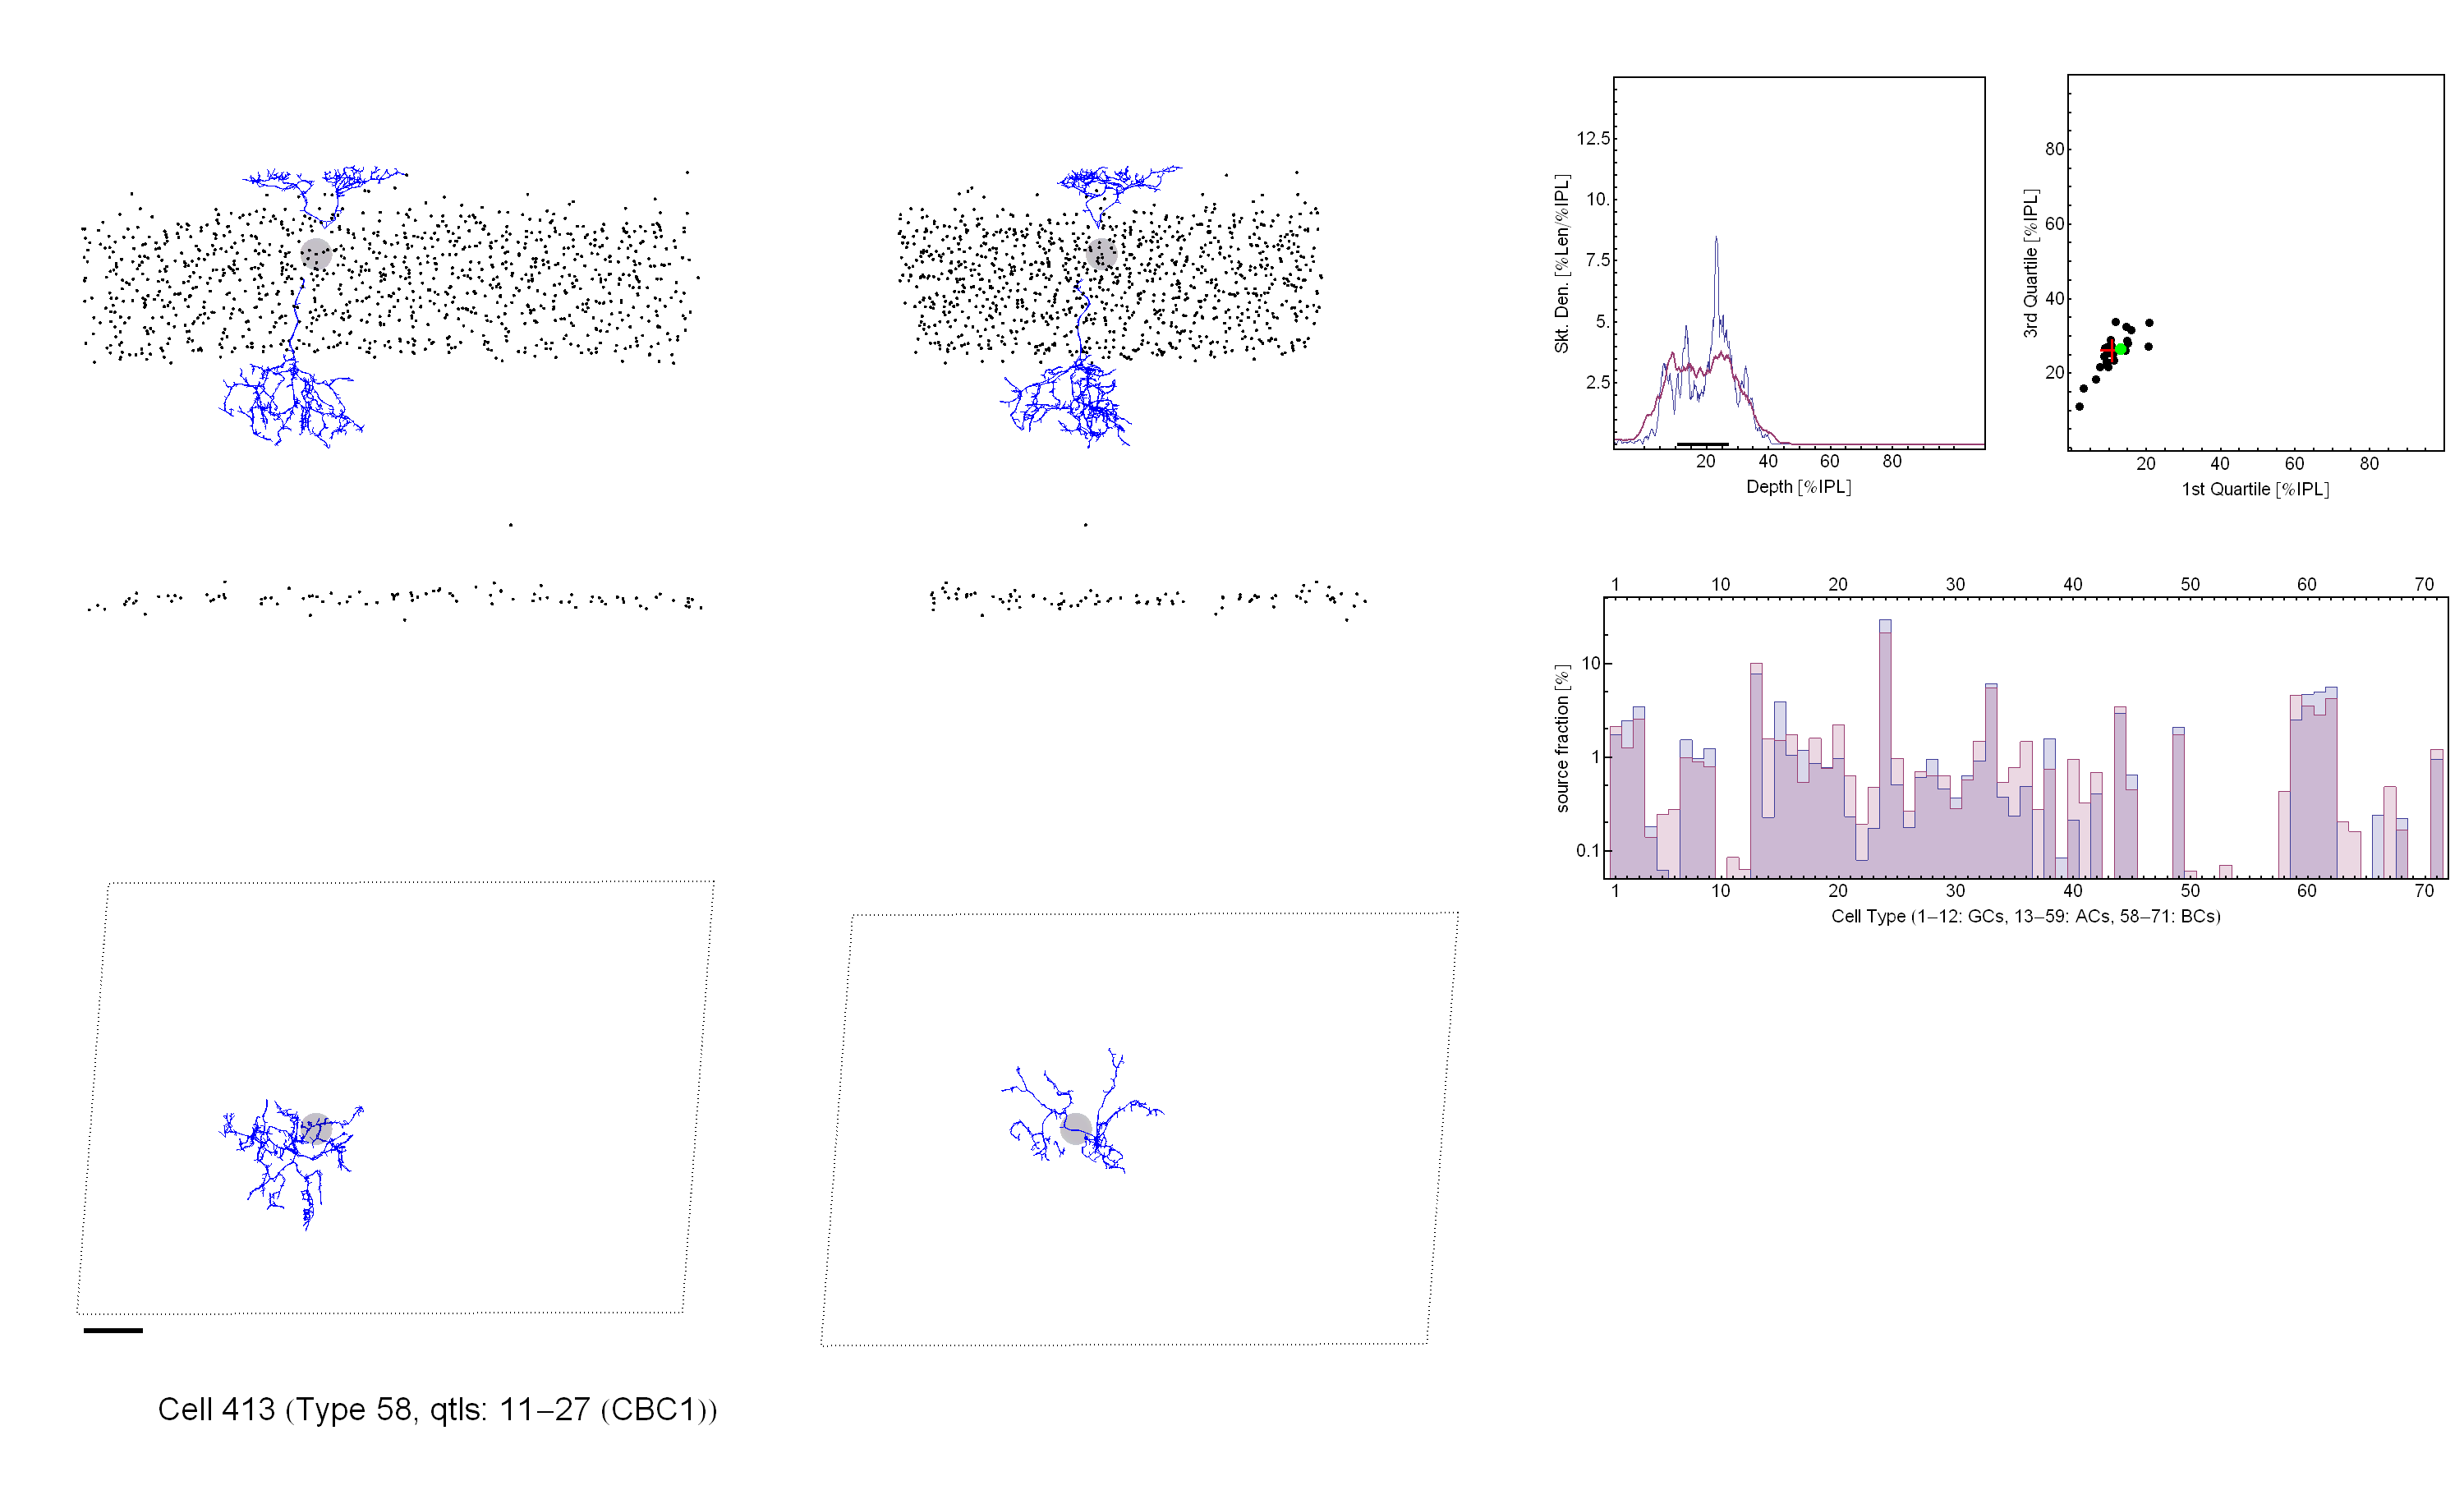 12.5
10.
7.5
5.
2.5
Skt. Den. [%Len/%IPL]
20 40 60 80
Depth [%IPL]
80
60
40
20
3rd Quartile [%IPL]
20 40 60 80
1st Quartile [%IPL]
1 10 20 30 40 50 60 70
10
1
0.1
source fraction [%]
1 10 20 30 40 50 60 70
Cell Type (1–12: GCs, 13–59: ACs, 58–71: BCs)
Cell 413 (Type 58, qtls: 11–27 (CBC1))